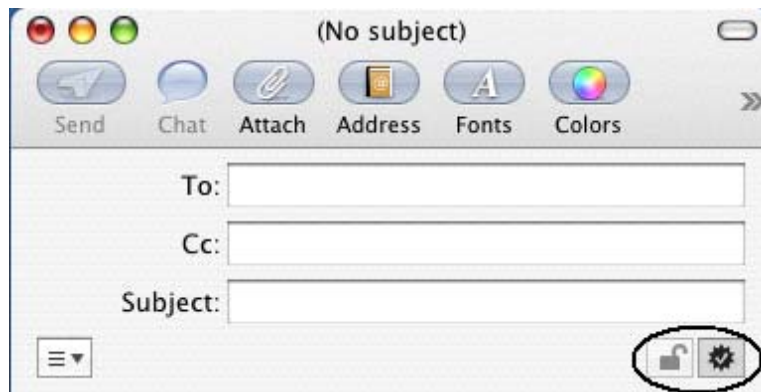 (No subject)
Send Chat Attach Address Fonts Colors
To:
Cc:
Subject: